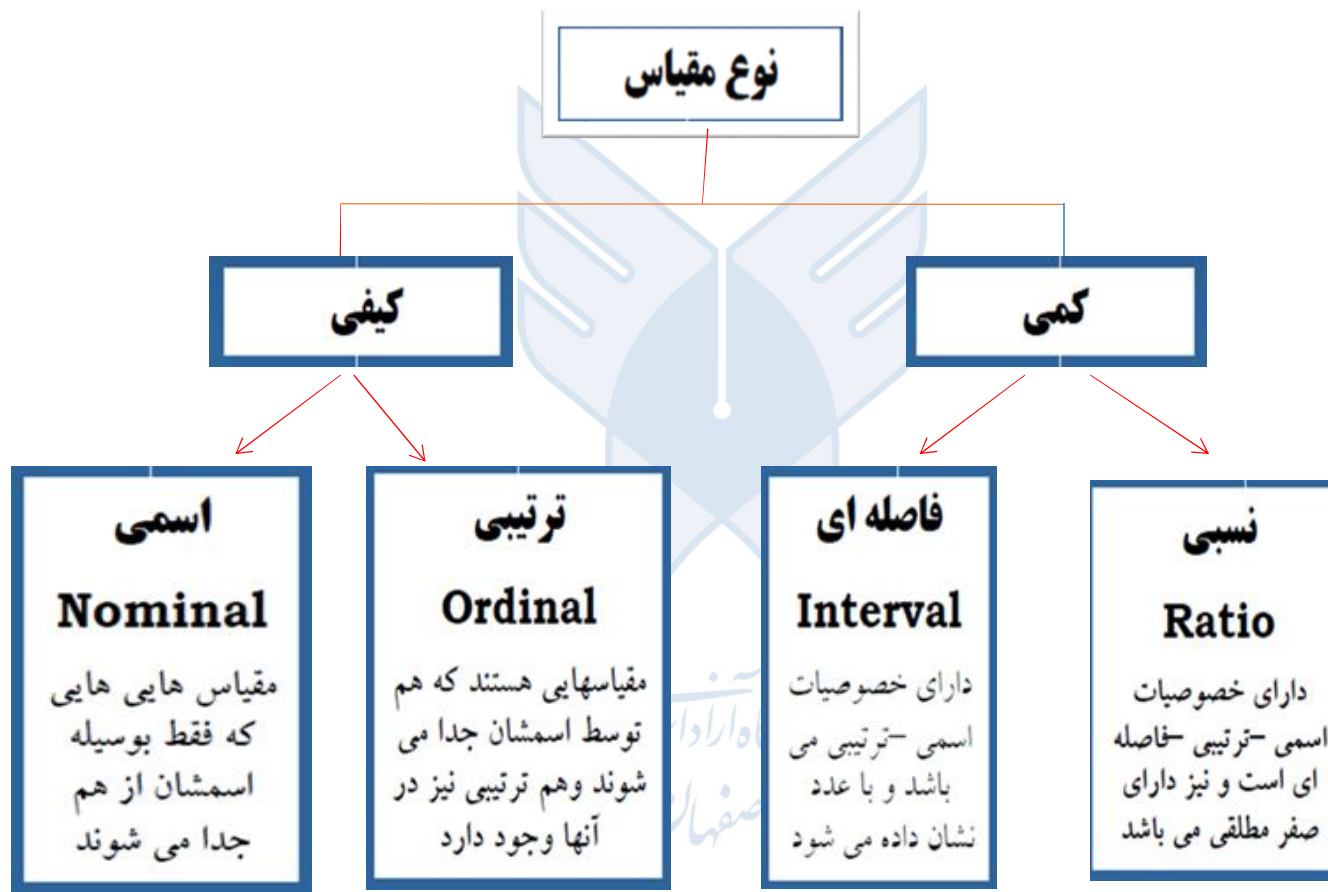 نوع مقیاس
کمی
کیفی
نسبی
Ratio
دارای خصوصیات
اسمی –ترتیبی –فاصله
ای است و نیز دارای
صفر مطلقی می باشد
فاصله ای
Interval
دارای خصوصیات
اسمی –ترتیبی می
باشد و با عدد
نشان داده می شود
ترتیبی
Ordinal
مقیاسهایی هستند که هم
توسط اسمشان جدا می
شوند وهم ترتیبی نیز در
آنها وجود دارد
اسمی
Nominal
مقیاس هایی هایی
که فقط بوسیله
اسمشان از هم
جدا می شوند